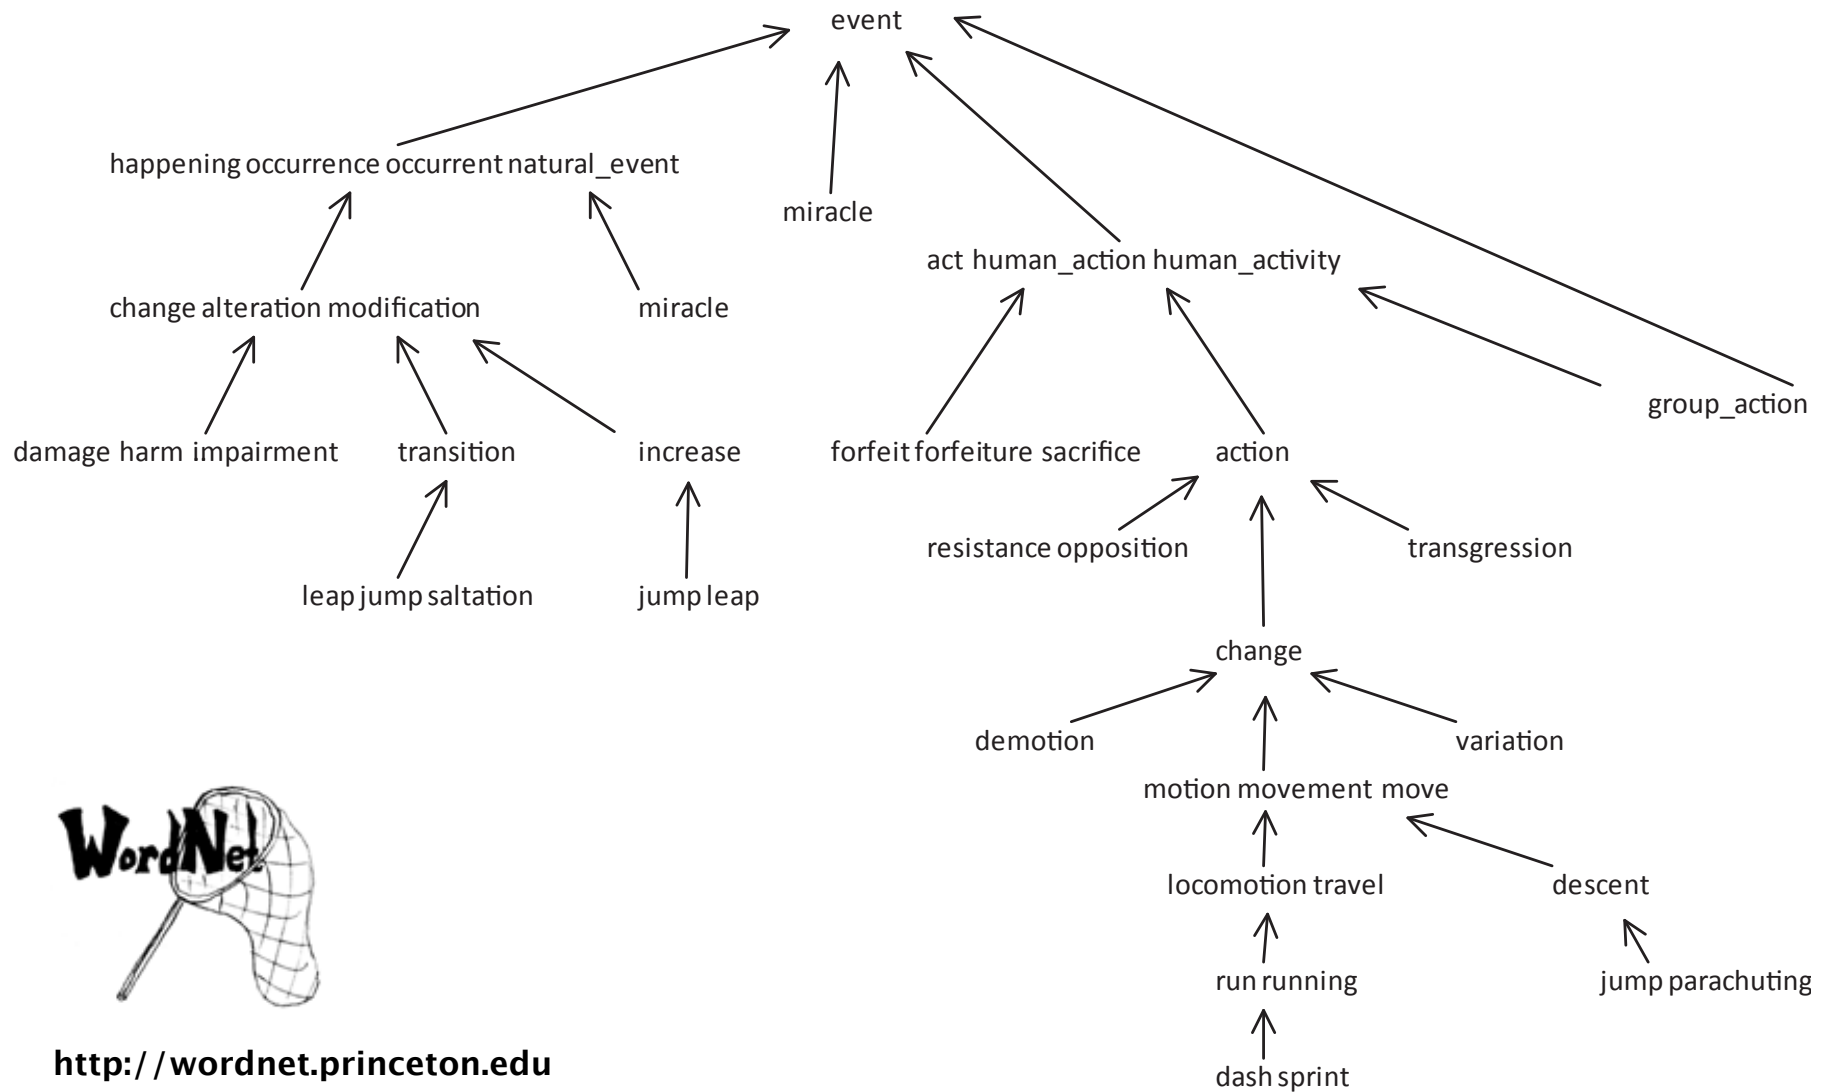 event
happening occurrence occurrent natural_event
miracle
act human_action human_activity
change alteration modification
miracle
group_action
damage harm impairment
transition
increase
forfeit forfeiture sacrifice
action
resistance opposition
transgression
leap jump saltation
jump leap
change
demotion
variation
motion movement move
WordNet
locomotion travel
descent
run running
jump parachuting
http://wordnet.princeton.edu
dash sprint